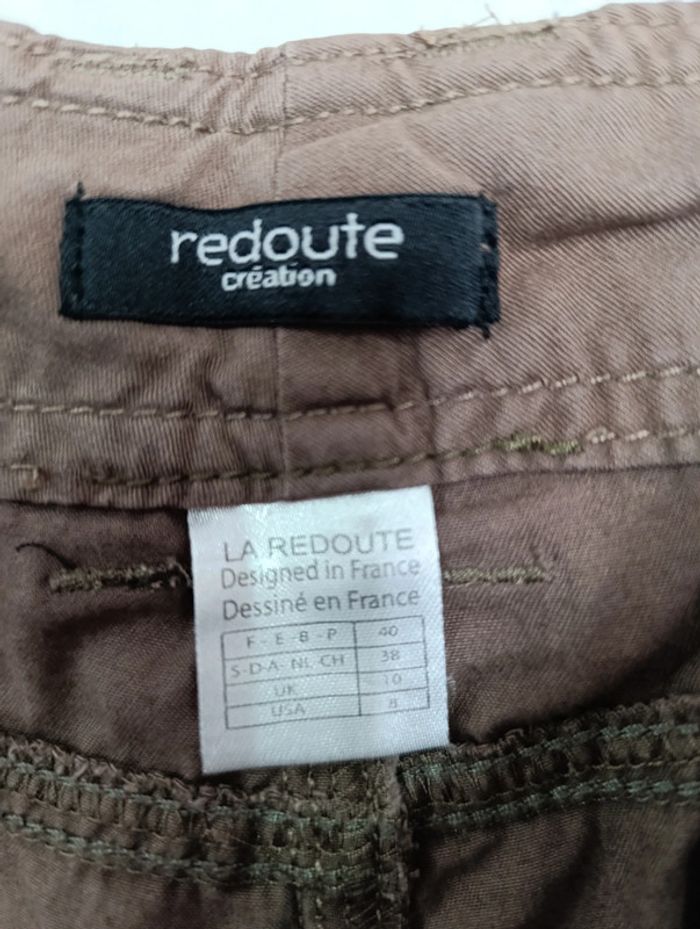 redoute
création
LA REDOUTE
Designed in France
Dessiné en France
F - E - B - P 40
S-D-A- NL-CH 38
UK 10
USA 8